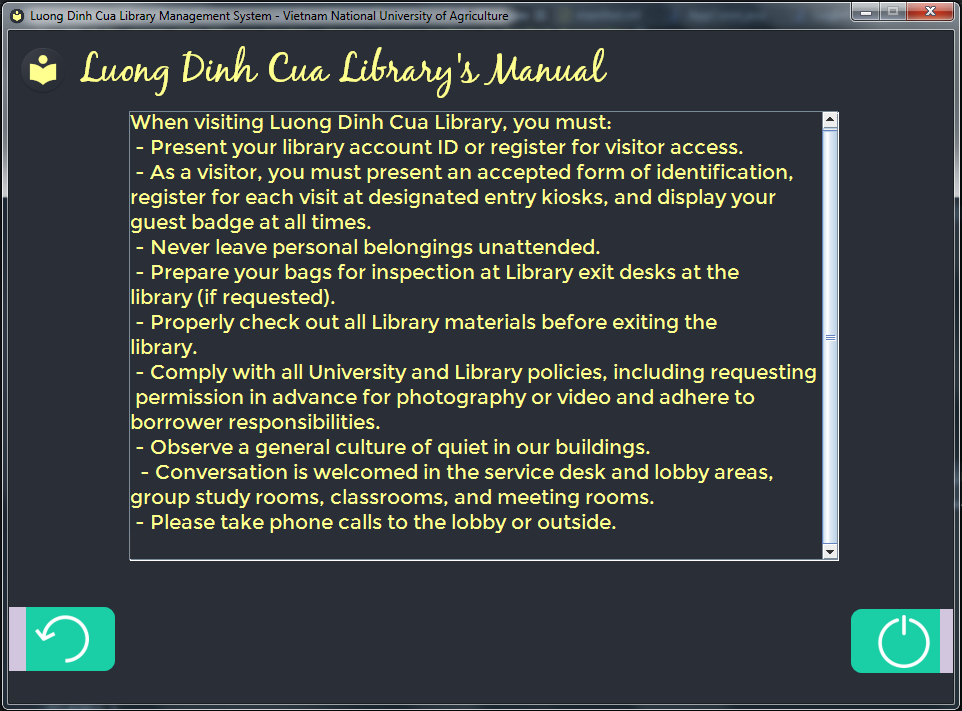 Luong Dinh Cua Library Management System - Vietnam National University of Agriculture
Luong Dinh Cua Library's Manual
When visiting Luong Dinh Cua Library, you must:
- Present your library account ID or register for visitor access.
- As a visitor, you must present an accepted form of identification,
register for each visit at designated entry kiosks, and display your
guest badge at all times.
- Never leave personal belongings unattended.
- Prepare your bags for inspection at Library exit desks at the
library (if requested).
- Properly check out all Library materials before exiting the
library.
- Comply with all University and Library policies, including requesting
permission in advance for photography or video and adhere to
borrower responsibilities.
- Observe a general culture of quiet in our buildings.
- Conversation is welcomed in the service desk and lobby areas,
group study rooms, classrooms, and meeting rooms.
- Please take phone calls to the lobby or outside.